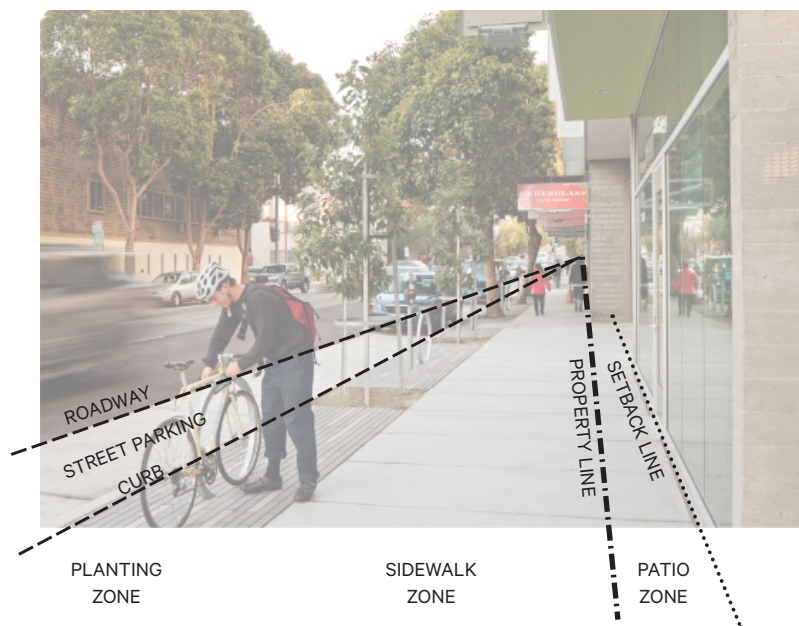 UNDERGLASS
ROADWAY
STREET PARKING
CURB
PROPERTY LINE
SETBACK LINE
PLANTING
ZONE
SIDEWALK
ZONE
PATIO
ZONE